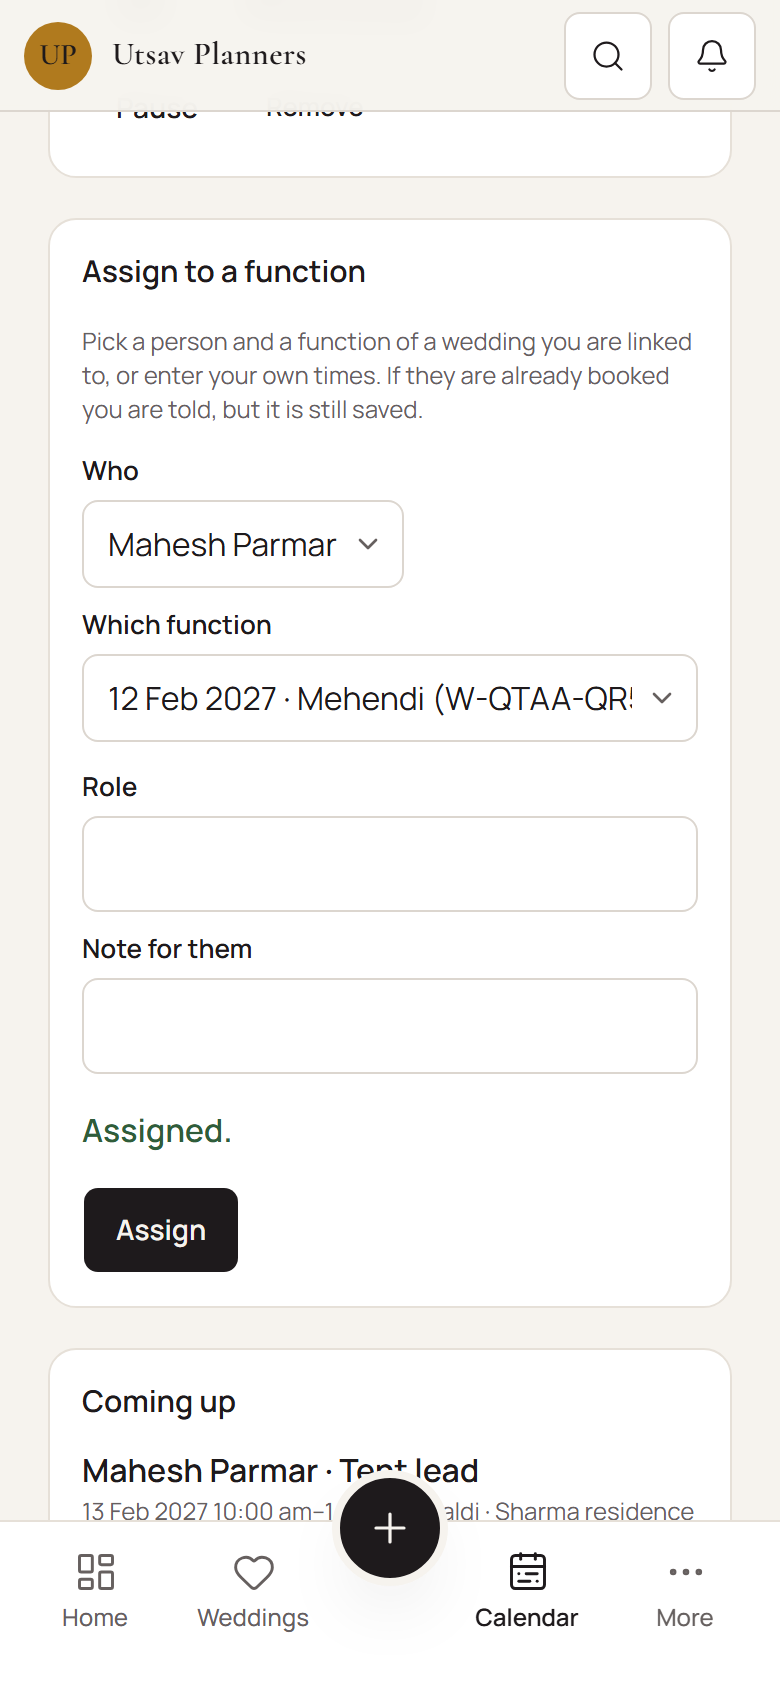 UP Utsav Planners
Pause Remove
Assign to a function
Pick a person and a function of a wedding you are linked
to, or enter your own times. If they are already booked
you are told, but it is still saved.
Who
Mahesh Parmar
Which function
12 Feb 2027 · Mehendi (W-QTAA-QR
Role
Note for them
Assigned.
Assign
Coming up
Mahesh Parmar · Tent lead
13 Feb 2027 10:00 am–1 aldi · Sharma residence
Home
Weddings
Calendar
More